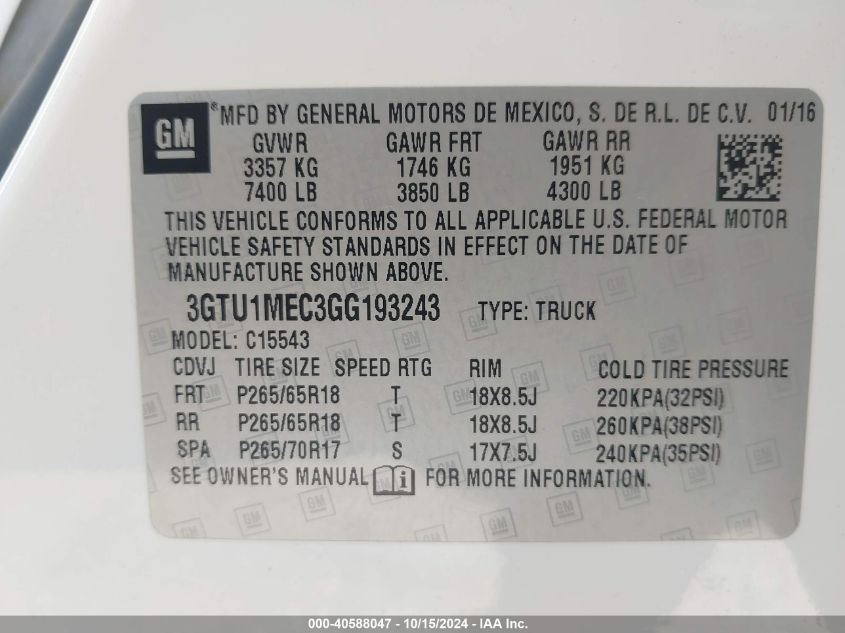 GM ® MFD BY GENERAL MOTORS DE MEXICO, S. DE R.L. DE C.V. 01/16
GVWR GAWR FRT GAWR RR
3357 KG 1746 KG 1951 KG
7400 LB 3850 LB 4300 LB
THIS VEHICLE CONFORMS TO ALL APPLICABLE U.S. FEDERAL MOTOR
VEHICLE SAFETY STANDARDS IN EFFECT ON THE DATE OF
MANUFACTURE SHOWN ABOVE.
3GTU1MEC3GG193243 TYPE: TRUCK
MODEL: C15543
CDVJ TIRE SIZE SPEED RTG RIM COLD TIRE PRESSURE
FRT P265/65R18 T 18X8.5J 220KPA(32PSI)
RR P265/65R18 T 18X8.5J 260KPA(38PSI)
SPA P265/70R17 S 17X7.5J 240KPA(35PSI)
SEE OWNER'S MANUAL i FOR MORE INFORMATION.
000-40588047 - 10/15/2024 - IAA Inc.